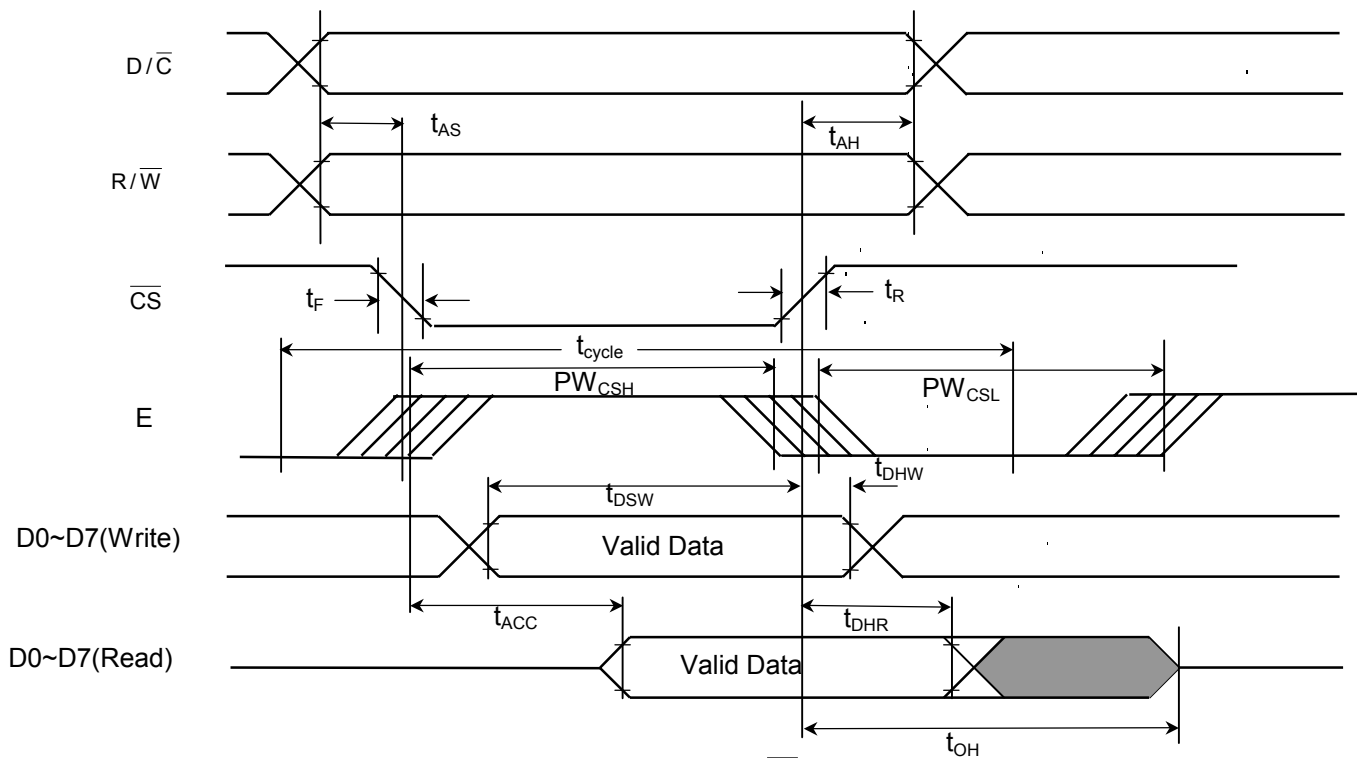 D/C̅
t_AS
t_AH
R/W̅
C̅S̅
t_F
t_R
t_cycle
PW_CSH
PW_CSL
E
t_DHW
t_DSW
D0~D7(Write)
Valid Data
t_ACC
t_DHR
D0~D7(Read)
Valid Data
t_OH